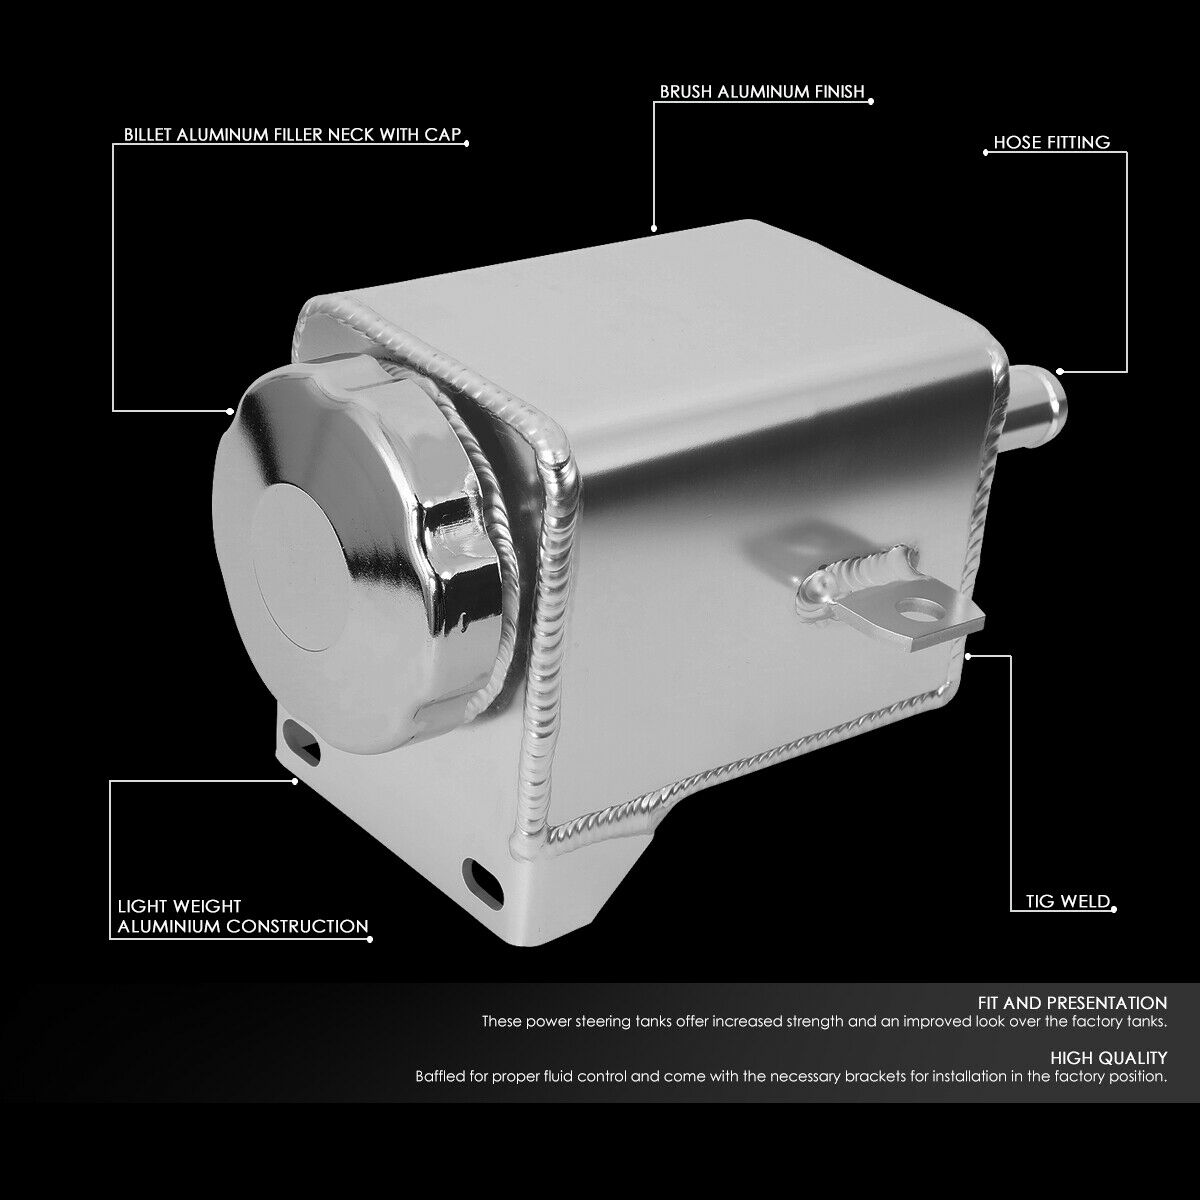 BRUSH ALUMINUM FINISH
BILLET ALUMINUM FILLER NECK WITH CAP
HOSE FITTING
LIGHT WEIGHT
ALUMINIUM CONSTRUCTION
TIG WELD
FIT AND PRESENTATION
These power steering tanks offer increased strength and an improved look over the factory tanks.
HIGH QUALITY
Baffled for proper fluid control and come with the necessary brackets for installation in the factory position.